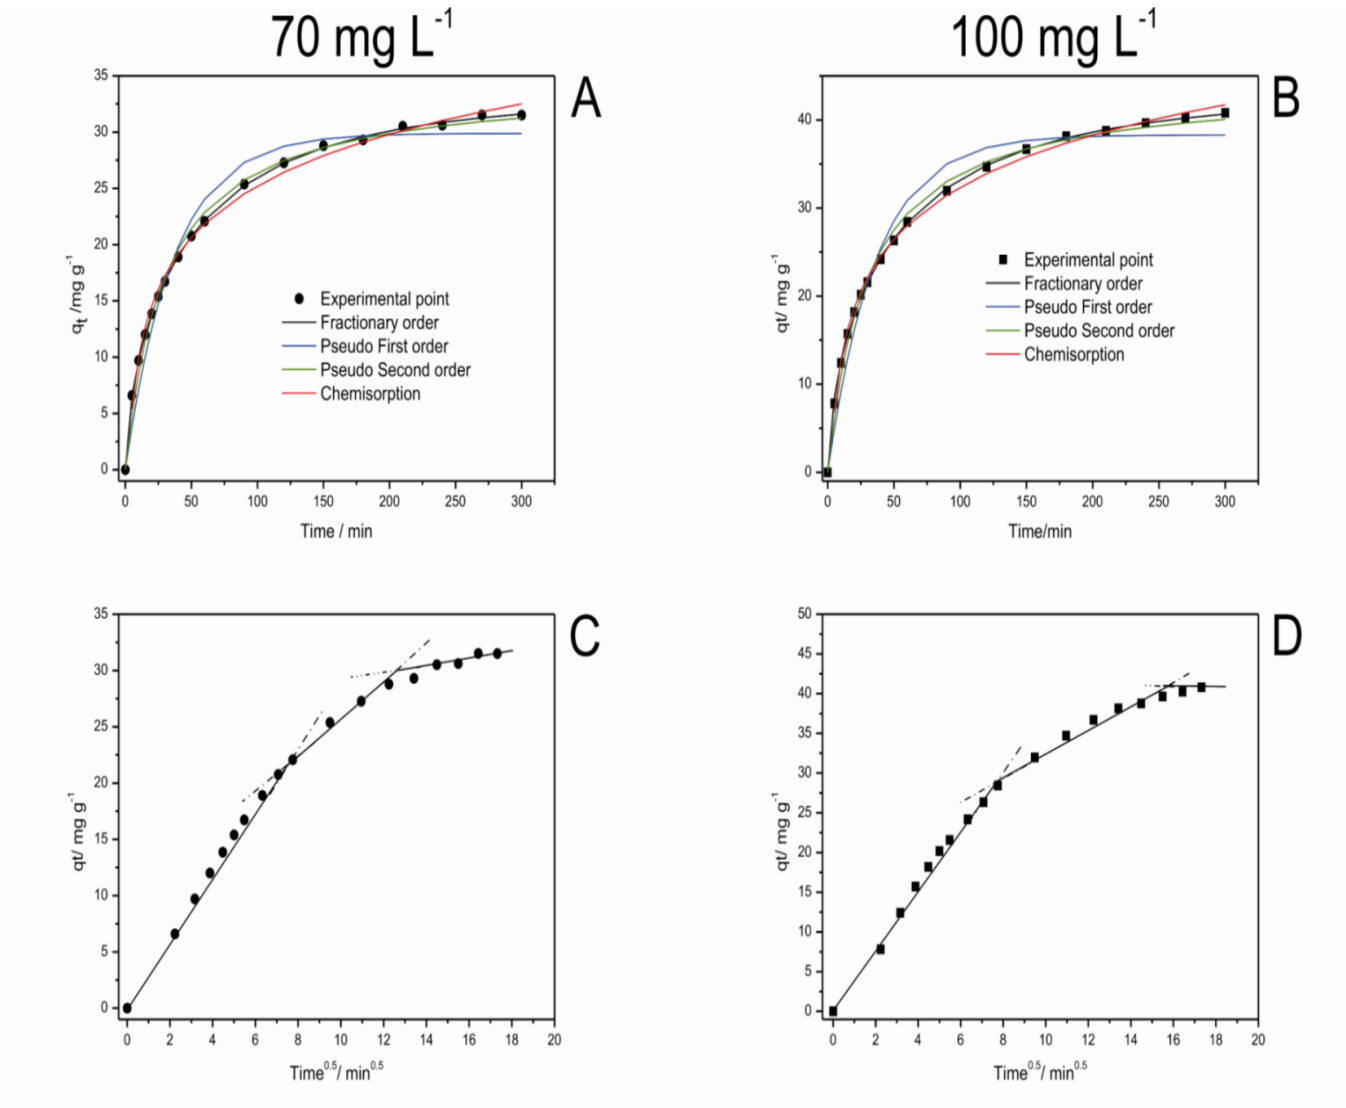 70 mg L⁻¹
100 mg L⁻¹
A
35
30
25
20
15
10
5
0
qt /mg g⁻¹
Experimental point
Fractionary order
Pseudo First order
Pseudo Second order
Chemisorption
0 50 100 150 200 250 300
Time / min
B
40
30
20
10
0
qt/ mg g⁻¹
Experimental point
Fractionary order
Pseudo First order
Pseudo Second order
Chemisorption
0 50 100 150 200 250 300
Time/min
C
35
30
25
20
15
10
5
0
qt/ mg g⁻¹
0 2 4 6 8 10 12 14 16 18 20
Time⁰·⁵/ min⁰·⁵
D
50
45
40
35
30
25
20
15
10
5
0
qt/ mg g⁻¹
0 2 4 6 8 10 12 14 16 18 20
Time⁰·⁵/ min⁰·⁵